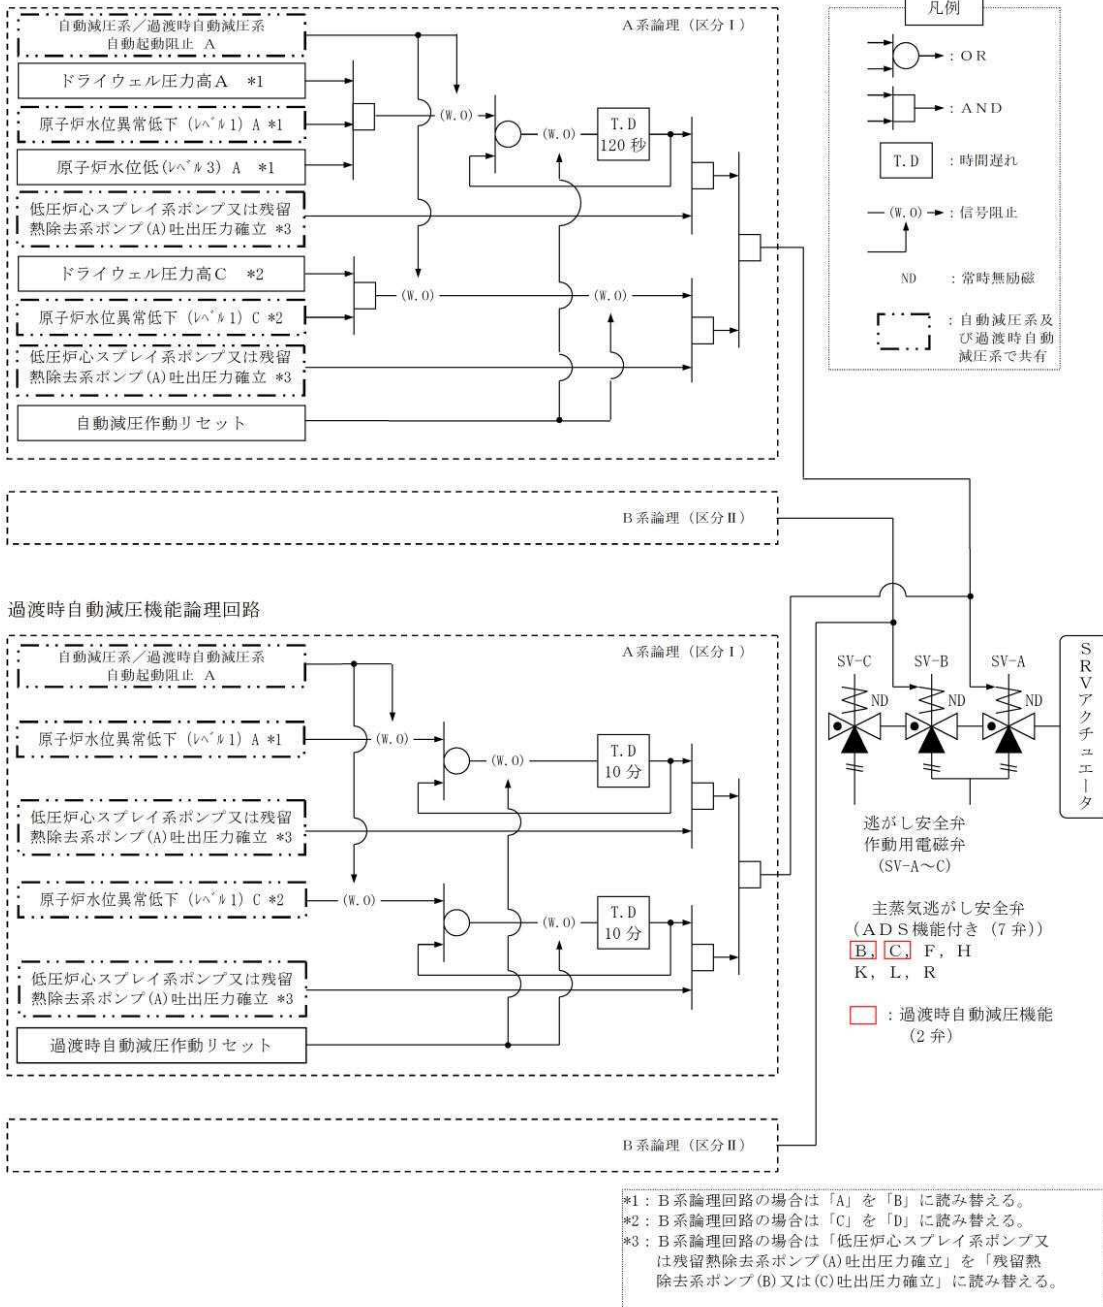 自動減圧系／過渡時自動減圧系
自動起動阻止 A
A系論理（区分Ⅰ）
ドライウェル圧力高A *1
原子炉水位異常低下（ﾚﾍﾞﾙ1）A *1
原子炉水位低(ﾚﾍﾞﾙ3) A *1
低圧炉心スプレイ系ポンプ又は残留
熱除去系ポンプ(A)吐出圧力確立 *3
ドライウェル圧力高C *2
原子炉水位異常低下（ﾚﾍﾞﾙ1）C *2
低圧炉心スプレイ系ポンプ又は残留
熱除去系ポンプ(A)吐出圧力確立 *3
自動減圧作動リセット
(W.O)
(W.O)
T.D
120秒
(W.O)
(W.O)
凡例
：OR
：AND
T.D ：時間遅れ
(W.O) ：信号阻止
ND ：常時無励磁
：自動減圧系及
び過渡時自動
減圧系で共有
B系論理（区分Ⅱ）
過渡時自動減圧機能論理回路
自動減圧系／過渡時自動減圧系
自動起動阻止 A
A系論理（区分Ⅰ）
原子炉水位異常低下（ﾚﾍﾞﾙ1）A *1
低圧炉心スプレイ系ポンプ又は残留
熱除去系ポンプ(A)吐出圧力確立 *3
原子炉水位異常低下（ﾚﾍﾞﾙ1）C *2
低圧炉心スプレイ系ポンプ又は残留
熱除去系ポンプ(A)吐出圧力確立 *3
過渡時自動減圧作動リセット
(W.O)
(W.O)
T.D
10分
(W.O)
(W.O)
T.D
10分
SV-C
SV-B
SV-A
ND
ND
ND
SRVアクチュエータ
逃がし安全弁
作動用電磁弁
(SV-A～C)
主蒸気逃がし安全弁
（ADS機能付き（7弁））
B, C, F, H
K, L, R
：過渡時自動減圧機能
（2弁）
B系論理（区分Ⅱ）
*1：B系論理回路の場合は「A」を「B」に読み替える。
*2：B系論理回路の場合は「C」を「D」に読み替える。
*3：B系論理回路の場合は「低圧炉心スプレイ系ポンプ又
は残留熱除去系ポンプ(A)吐出圧力確立」を「残留熱
除去系ポンプ(B)又は(C)吐出圧力確立」に読み替える。